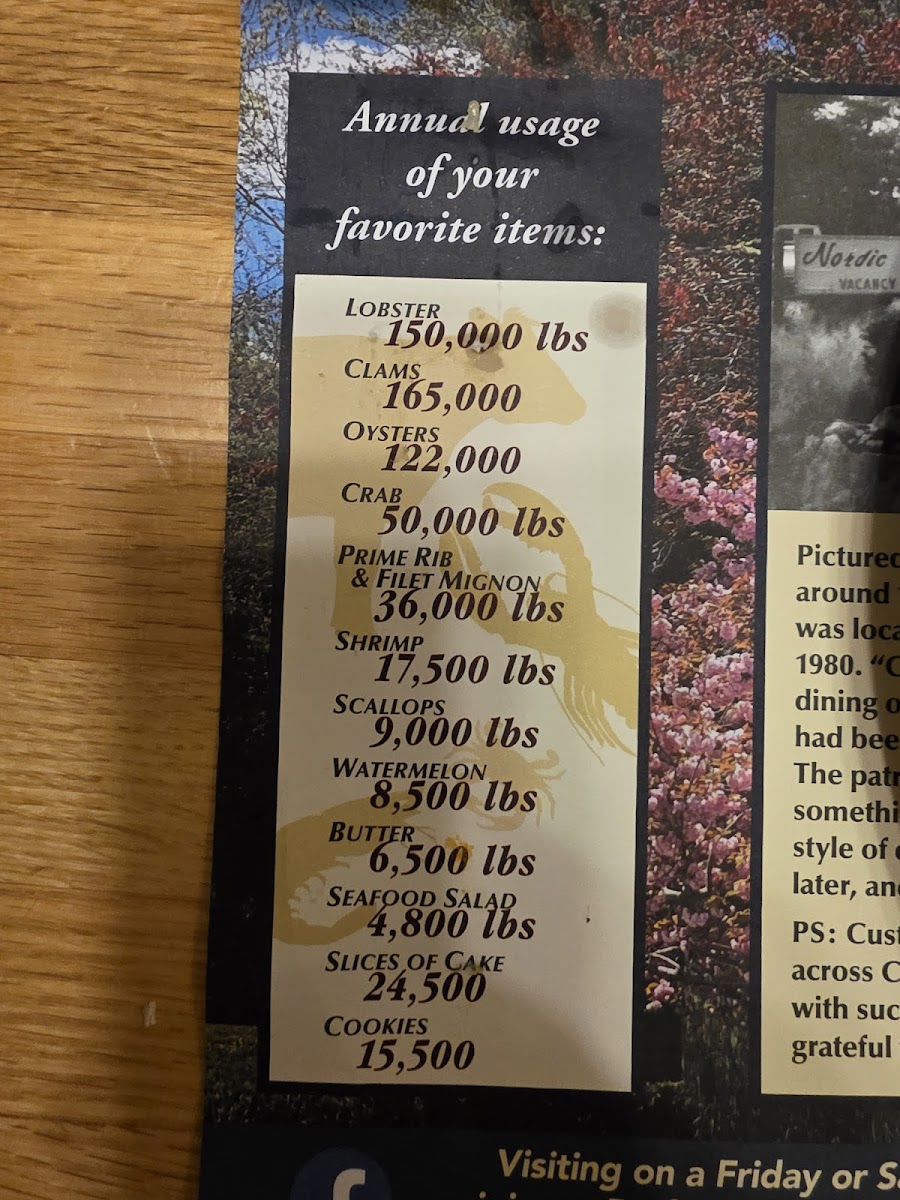 Annual usage
of your
favorite items:
LOBSTER
150,000 lbs
CLAMS
165,000
OYSTERS
122,000
CRAB
50,000 lbs
PRIME RIB
& FILET MIGNON
36,000 lbs
SHRIMP
17,500 lbs
SCALLOPS
9,000 lbs
WATERMELON
8,500 lbs
BUTTER
6,500 lbs
SEAFOOD SALAD
4,800 lbs
SLICES OF CAKE
24,500
COOKIES
15,500
Nordic
VACANCY
Pictured
around
was loca
1980. "C
dining o
had bee
The patr
somethi
style of
later, an
PS: Cust
across C
with suc
grateful
f
Visiting on a Friday or Sa